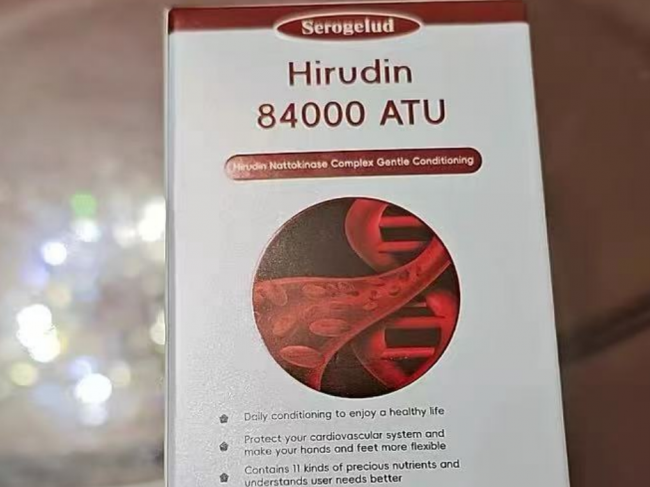 Serogelud
Hirudin
84000 ATU
Hirudin Nattokinase Complex Gentle Conditioning
Daily conditioning to enjoy a healthy life
Protect your cardiovascular system and
make your hands and feet more flexible
Contains 11 kinds of precious nutrients and
understands user needs better